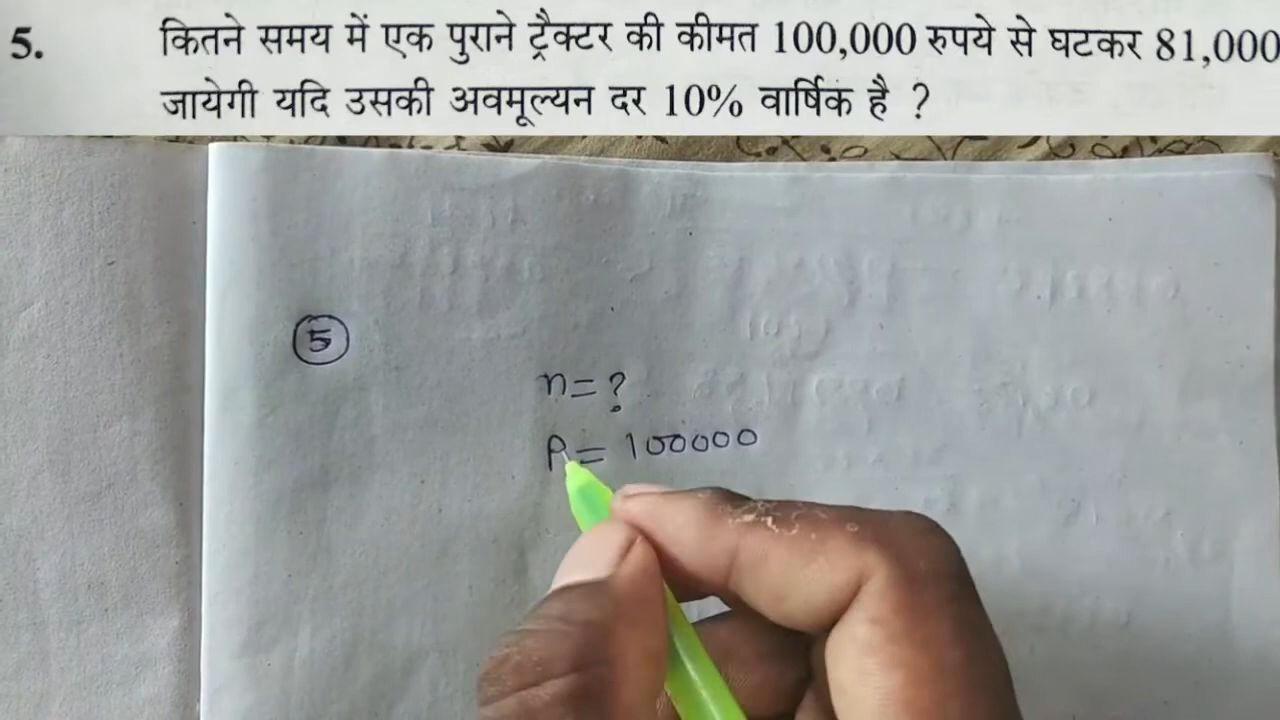 5. कितने समय में एक पुराने ट्रैक्टर की कीमत 100,000 रुपये से घटकर 81,000
जायेगी यदि उसकी अवमूल्यन दर 10% वार्षिक है ?
5
n = ?
P = 100000